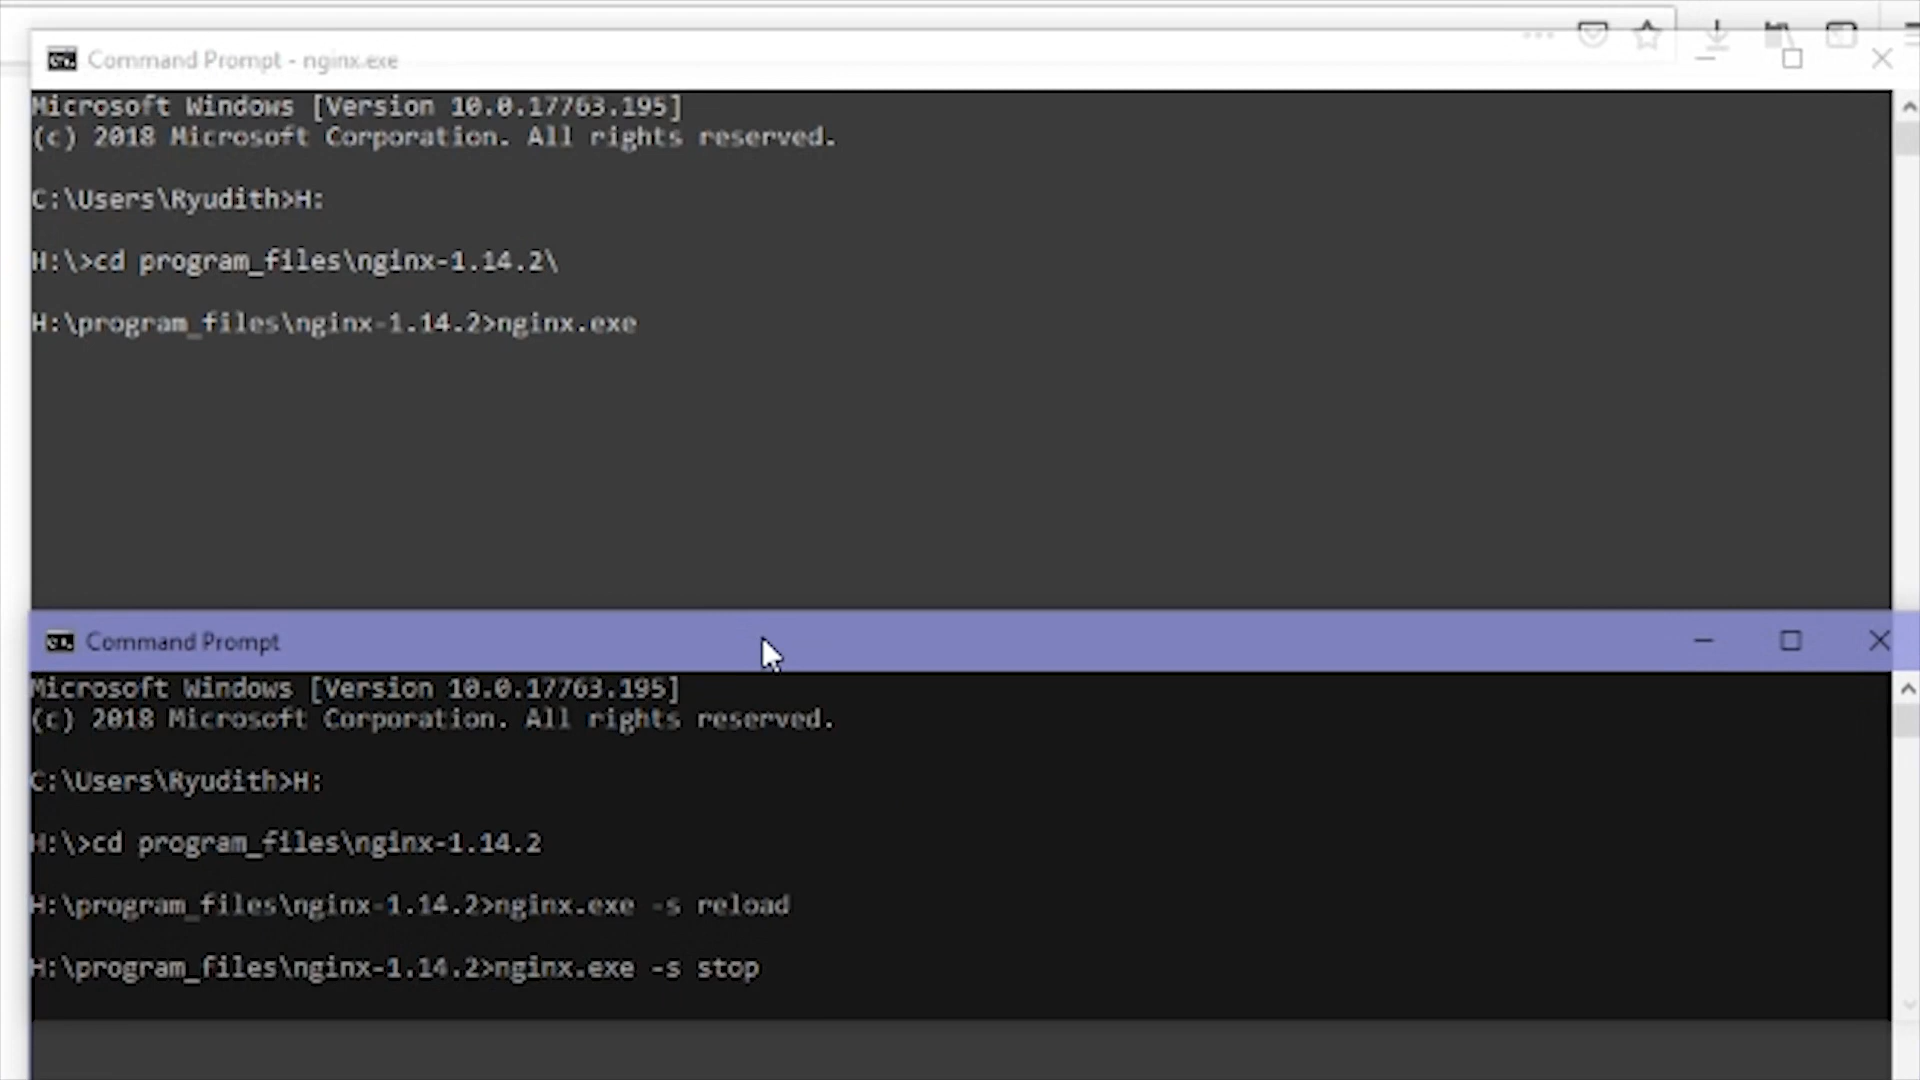 Command Prompt - nginx.exe
Microsoft Windows [Version 10.0.17763.195]
(c) 2018 Microsoft Corporation. All rights reserved.
C:\Users\Ryudith>H:
H:\>cd program_files\nginx-1.14.2\
H:\program_files\nginx-1.14.2>nginx.exe
Command Prompt
Microsoft Windows [Version 10.0.17763.195]
(c) 2018 Microsoft Corporation. All rights reserved.
C:\Users\Ryudith>H:
H:\>cd program_files\nginx-1.14.2
H:\program_files\nginx-1.14.2>nginx.exe -s reload
H:\program_files\nginx-1.14.2>nginx.exe -s stop